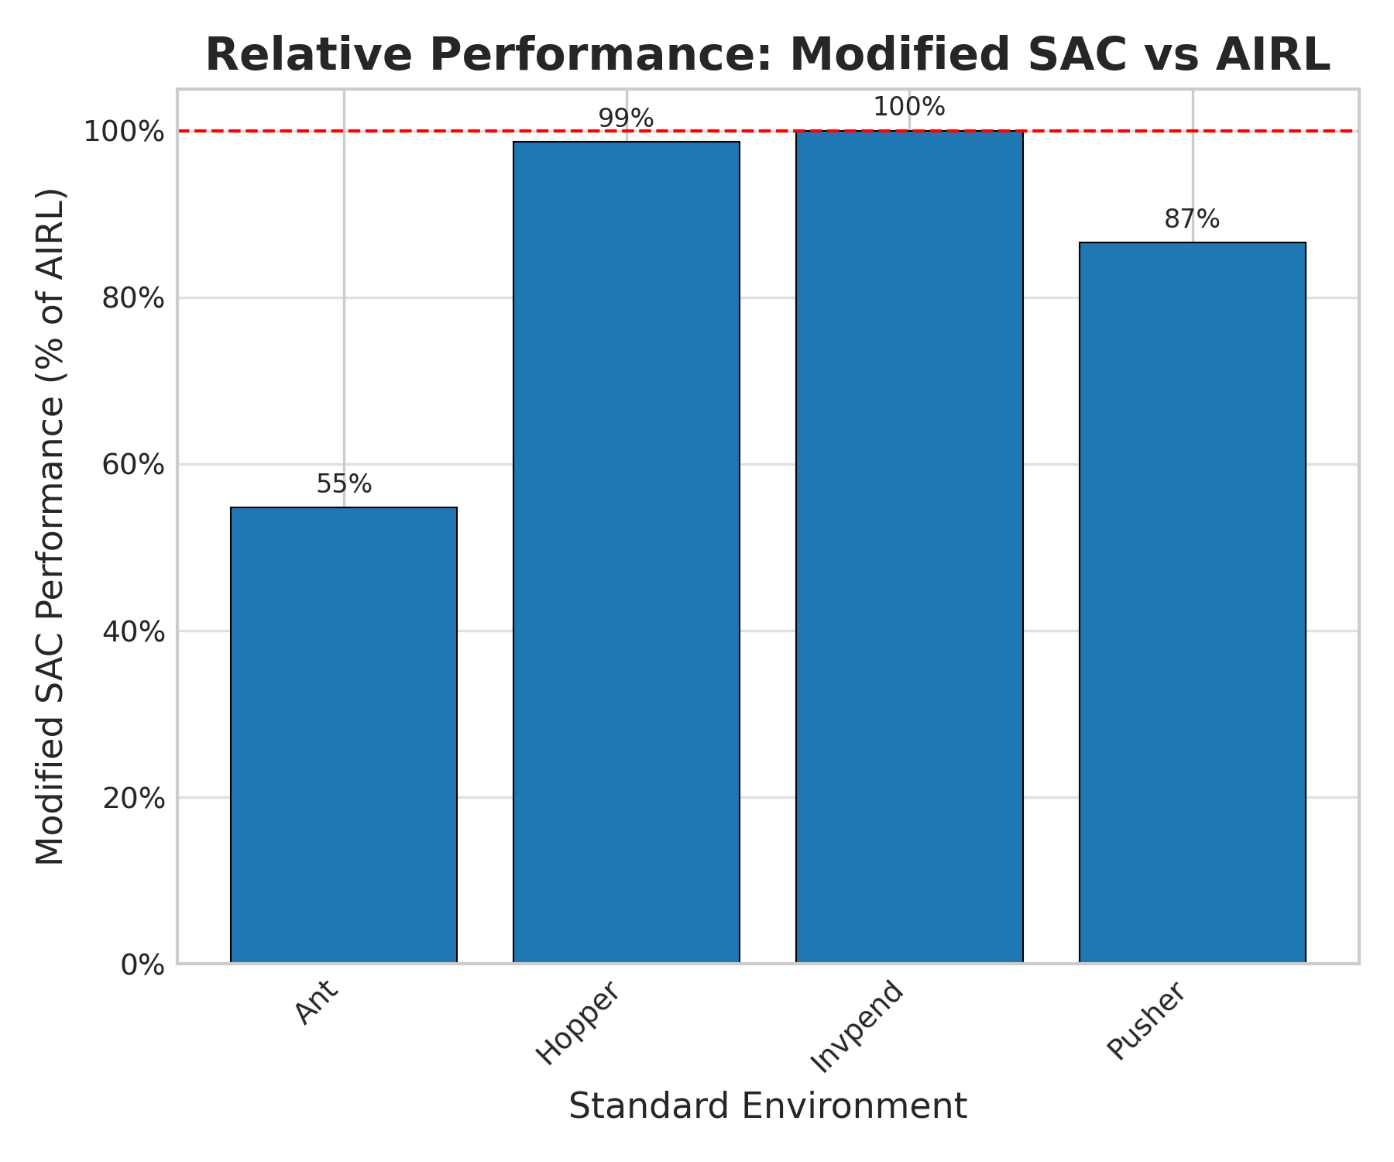 Relative Performance: Modified SAC vs AIRL
Modified SAC Performance (% of AIRL)
100%
80%
60%
40%
20%
0%
55%
99%
100%
87%
Ant
Hopper
Invpend
Pusher
Standard Environment